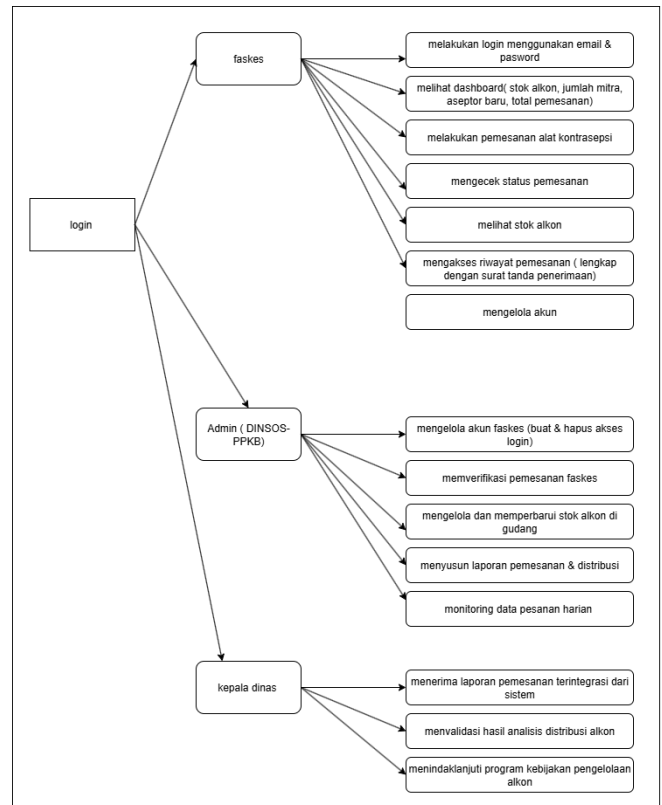 faskes
melakukan login menggunakan email &
pasword
melihat dashboard( stok alkon, jumlah mitra,
aseptor baru, total pemesanan)
melakukan pemesanan alat kontrasepsi
mengecek status pemesanan
login
melihat stok alkon
mengakses riwayat pemesanan ( lengkap
dengan surat tanda penerimaan)
mengelola akun
Admin ( DINSOS-
PPKB)
mengelola akun faskes (buat & hapus akses
login)
memverifikasi pemesanan faskes
mengelola dan memperbarui stok alkon di
gudang
menyusun laporan pemesanan & distribusi
monitoring data pesanan harian
kepala dinas
menerima laporan pemesanan terintegrasi dari
sistem
menvalidasi hasil analisis distribusi alkon
menindaklanjuti program kebijakan pengelolaan
alkon